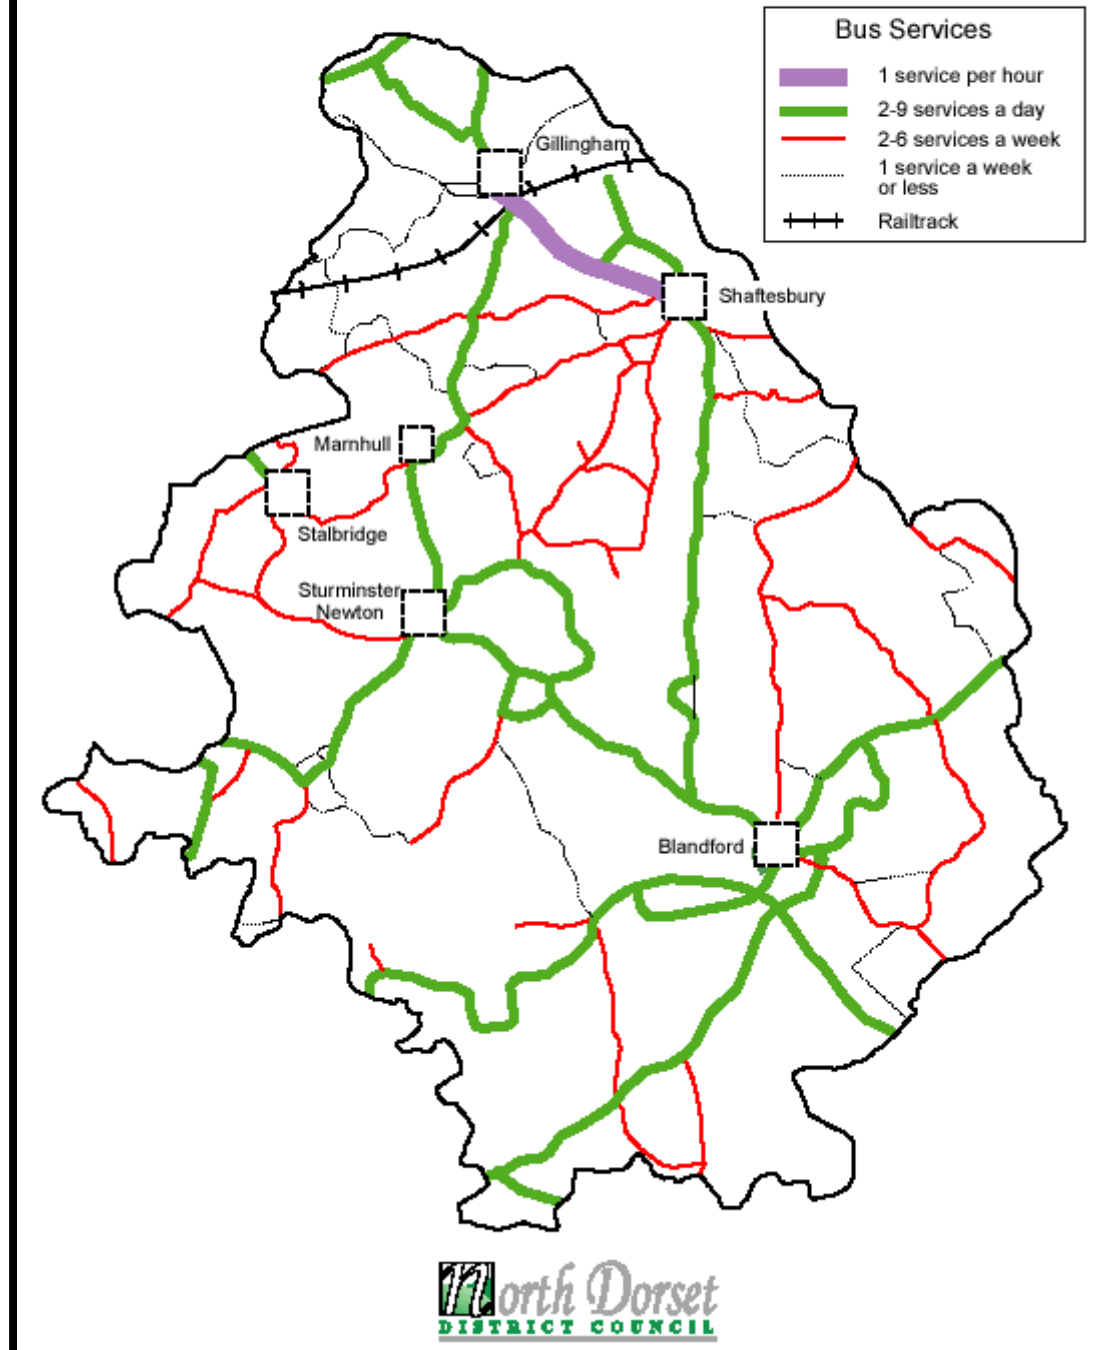 Bus Services
1 service per hour
2-9 services a day
2-6 services a week
1 service a week
or less
Railtrack
Gillingham
Shaftesbury
Marnhull
Stalbridge
Sturminster
Newton
Blandford
North Dorset
DISTRICT COUNCIL